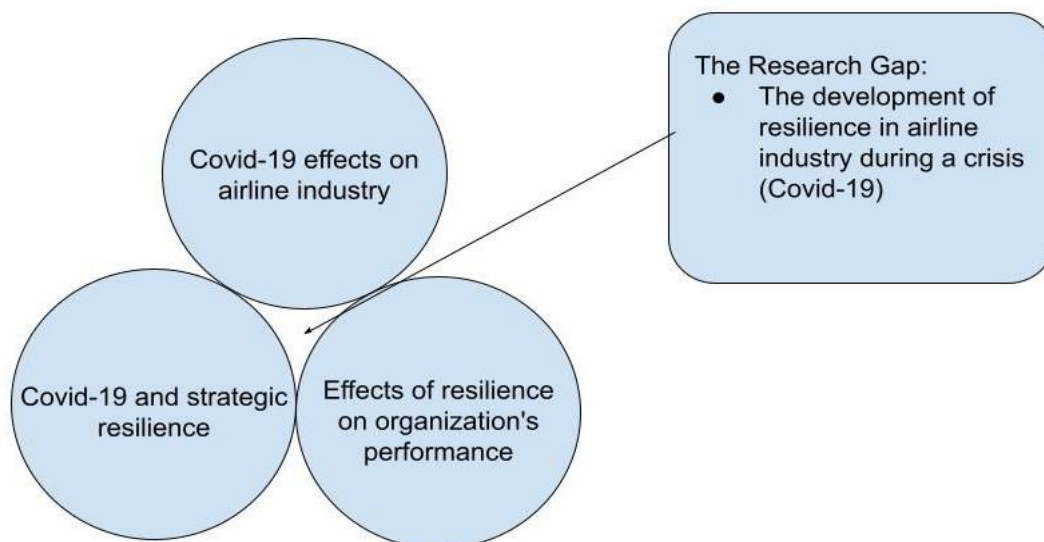 Covid-19 effects on
airline industry
The Research Gap:
● The development of
resilience in airline
industry during a crisis
(Covid-19)
Covid-19 and strategic
resilience
Effects of resilience
on organization's
performance